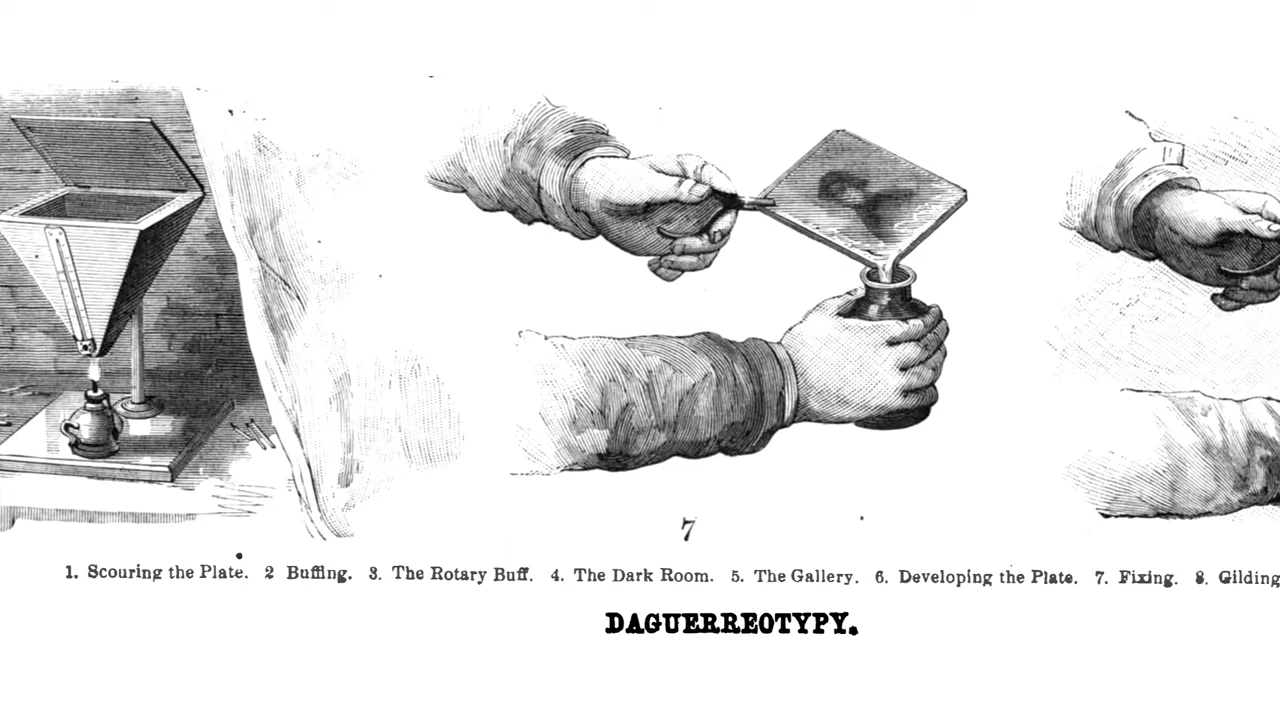 7
1. Scouring the Plate. 2 Buffing. 3. The Rotary Buff. 4. The Dark Room. 5. The Gallery. 6. Developing the Plate. 7. Fixing. 8. Gilding
DAGUERREOTYPY.